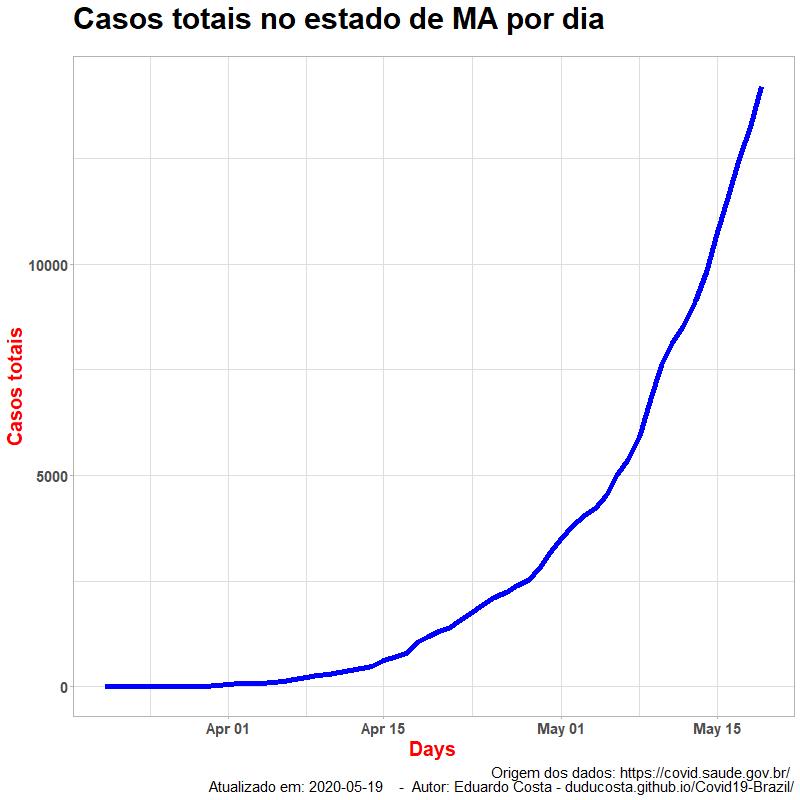 Casos totais no estado de MA por dia
Casos totais
10000
5000
0
Apr 01
Apr 15
May 01
May 15
Days
Origem dos dados: https://covid.saude.gov.br/
Atualizado em: 2020-05-19 - Autor: Eduardo Costa - duducosta.github.io/Covid19-Brazil/